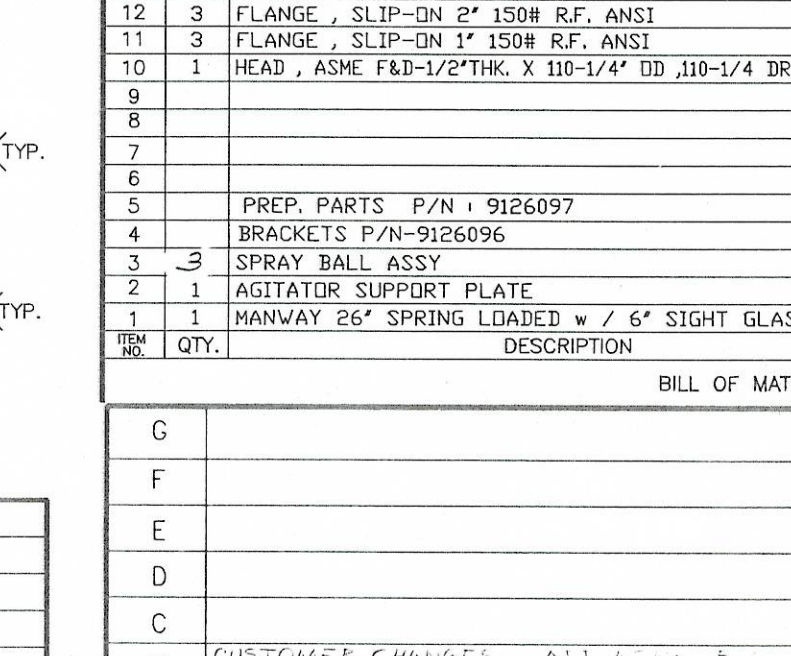 12 3 FLANGE , SLIP-ON 2" 150# R.F. ANSI
11 3 FLANGE , SLIP-ON 1" 150# R.F. ANSI
10 1 HEAD , ASME F&D-1/2"THK. X 110-1/4" OD ,110-1/4 DR
9
8
TYP.
7
6
5 PREP. PARTS P/N : 9126097
4 BRACKETS P/N-9126096
3 3 SPRAY BALL ASSY
2 1 AGITATOR SUPPORT PLATE
TYP.
1 1 MANWAY 26" SPRING LOADED w / 6" SIGHT GLAS
ITEM NO. QTY. DESCRIPTION
BILL OF MAT
G
F
E
D
C
CUSTOMER CHANGES